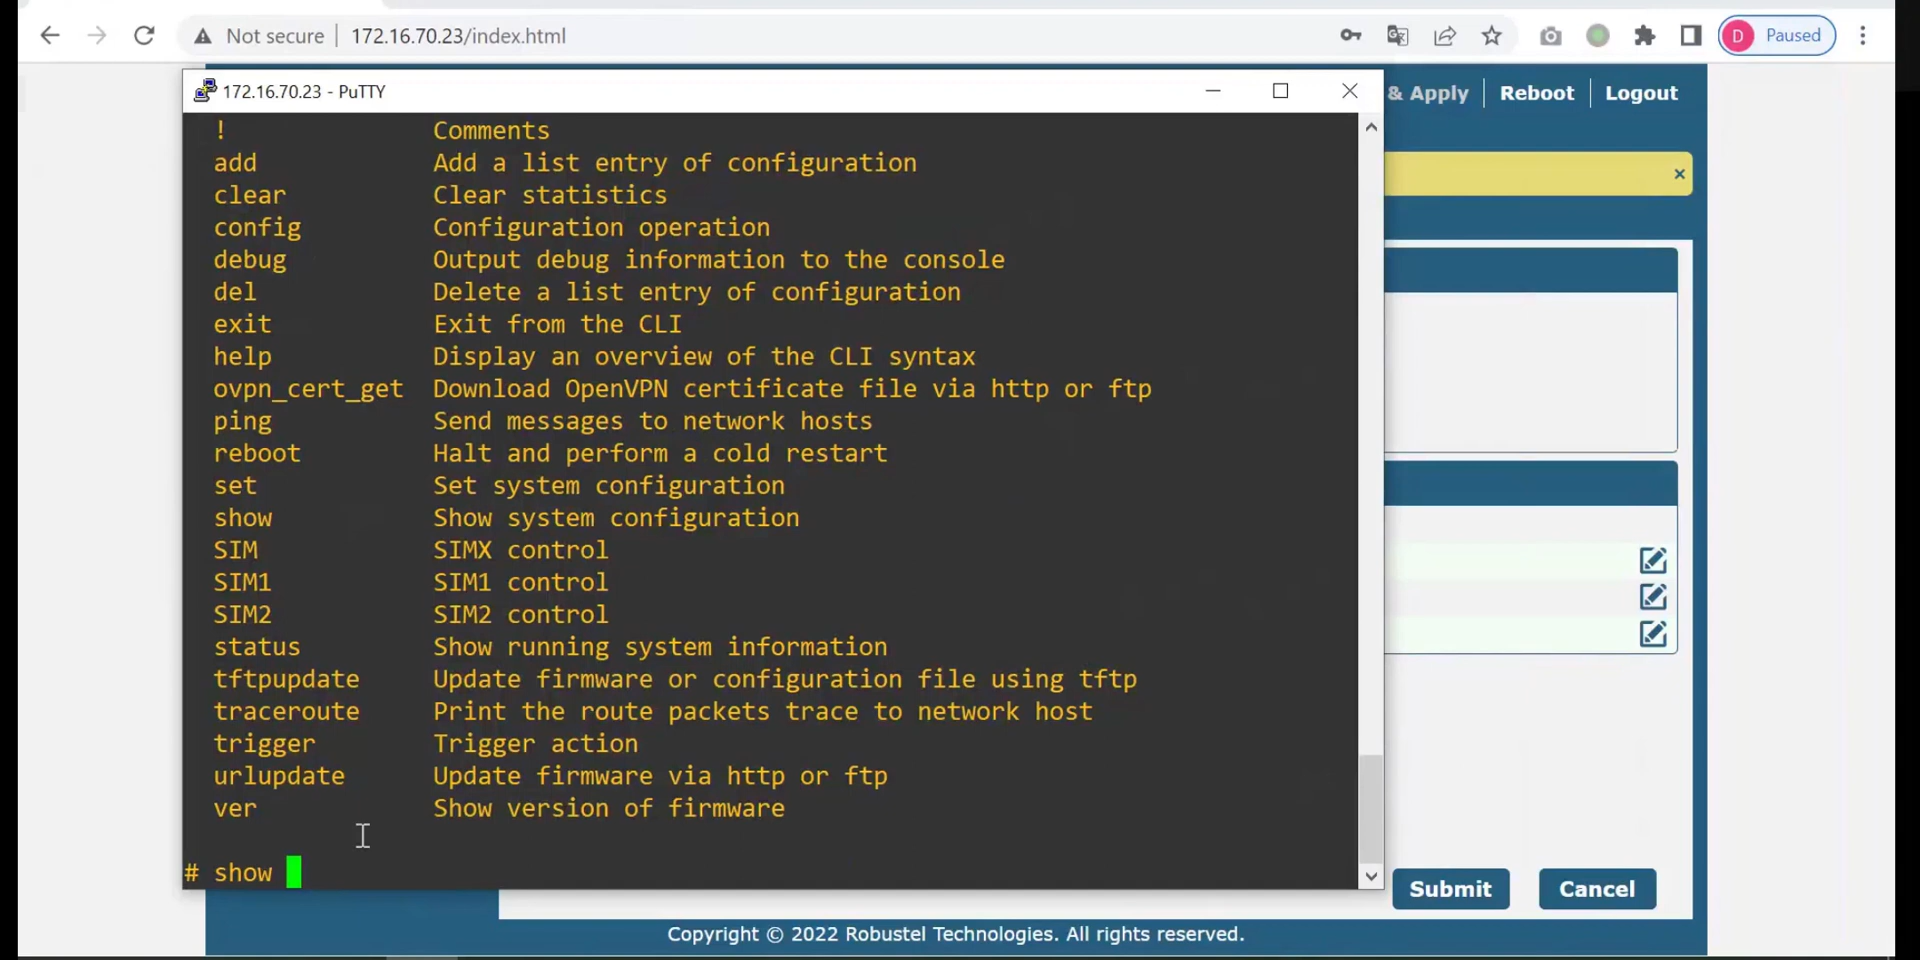 Not secure | 172.16.70.23/index.html
D Paused
172.16.70.23 - PuTTY
& Apply | Reboot | Logout
! Comments
add Add a list entry of configuration
clear Clear statistics
config Configuration operation
debug Output debug information to the console
del Delete a list entry of configuration
exit Exit from the CLI
help Display an overview of the CLI syntax
ovpn_cert_get Download OpenVPN certificate file via http or ftp
ping Send messages to network hosts
reboot Halt and perform a cold restart
set Set system configuration
show Show system configuration
SIM SIMX control
SIM1 SIM1 control
SIM2 SIM2 control
status Show running system information
tftpupdate Update firmware or configuration file using tftp
traceroute Print the route packets trace to network host
trigger Trigger action
urlupdate Update firmware via http or ftp
ver Show version of firmware
# show
Submit Cancel
Copyright © 2022 Robustel Technologies. All rights reserved.